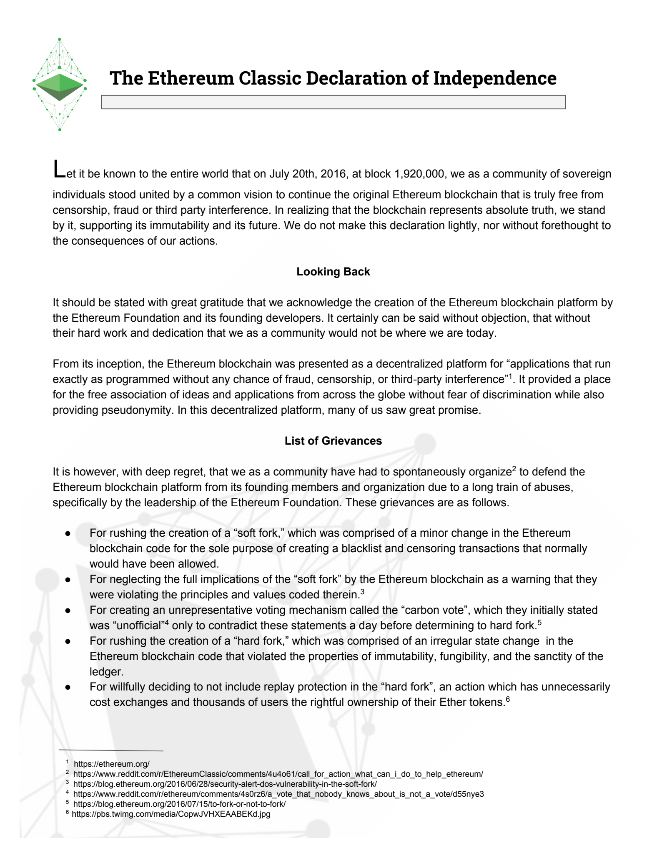 The Ethereum Classic Declaration of Independence
Let it be known to the entire world that on July 20th, 2016, at block 1,920,000, we as a community of sovereign
individuals stood united by a common vision to continue the original Ethereum blockchain that is truly free from
censorship, fraud or third party interference. In realizing that the blockchain represents absolute truth, we stand
by it, supporting its immutability and its future. We do not make this declaration lightly, nor without forethought to
the consequences of our actions.
Looking Back
It should be stated with great gratitude that we acknowledge the creation of the Ethereum blockchain platform by
the Ethereum Foundation and its founding developers. It certainly can be said without objection, that without
their hard work and dedication that we as a community would not be where we are today.
From its inception, the Ethereum blockchain was presented as a decentralized platform for “applications that run
exactly as programmed without any chance of fraud, censorship, or third-party interference”¹. It provided a place
for the free association of ideas and applications from across the globe without fear of discrimination while also
providing pseudonymity. In this decentralized platform, many of us saw great promise.
List of Grievances
It is however, with deep regret, that we as a community have had to spontaneously organize² to defend the
Ethereum blockchain platform from its founding members and organization due to a long train of abuses,
specifically by the leadership of the Ethereum Foundation. These grievances are as follows.
● For rushing the creation of a “soft fork,” which was comprised of a minor change in the Ethereum
blockchain code for the sole purpose of creating a blacklist and censoring transactions that normally
would have been allowed.
● For neglecting the full implications of the “soft fork” by the Ethereum blockchain as a warning that they
were violating the principles and values coded therein.³
● For creating an unrepresentative voting mechanism called the “carbon vote”, which they initially stated
was “unofficial”⁴ only to contradict these statements a day before determining to hard fork.⁵
● For rushing the creation of a “hard fork,” which was comprised of an irregular state change in the
Ethereum blockchain code that violated the properties of immutability, fungibility, and the sanctity of the
ledger.
● For willfully deciding to not include replay protection in the “hard fork”, an action which has unnecessarily
cost exchanges and thousands of users the rightful ownership of their Ether tokens.⁶
¹ https://ethereum.org/
² https://www.reddit.com/r/EthereumClassic/comments/4u4o61/call_for_action_what_can_i_do_to_help_ethereum/
³ https://blog.ethereum.org/2016/06/28/security-alert-dos-vulnerability-in-the-soft-fork/
⁴ https://www.reddit.com/r/ethereum/comments/4s0rz6/a_vote_that_nobody_knows_about_is_not_a_vote/d55nye3
⁵ https://blog.ethereum.org/2016/07/15/to-fork-or-not-to-fork/
⁶ https://pbs.twimg.com/media/CopwJVHXEAABEKd.jpg